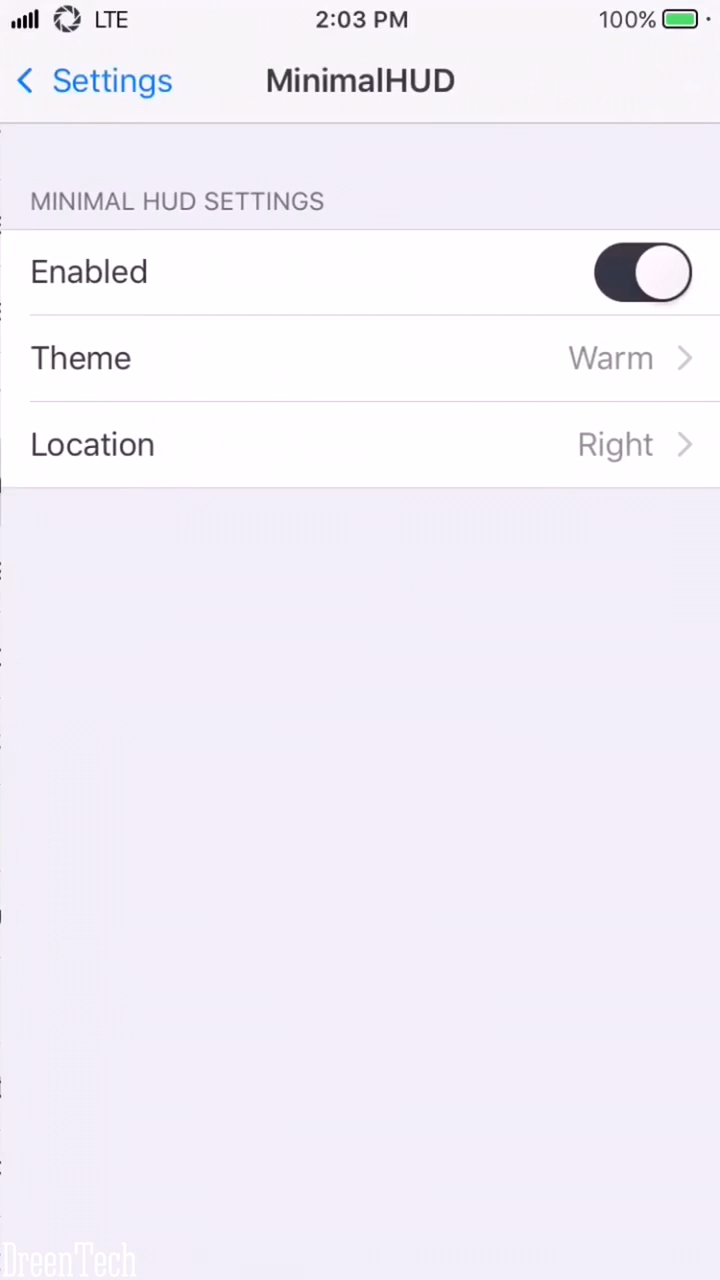 LTE 2:03 PM 100%
Settings MinimalHUD
MINIMAL HUD SETTINGS
Enabled
Theme Warm
Location Right
DreenTech